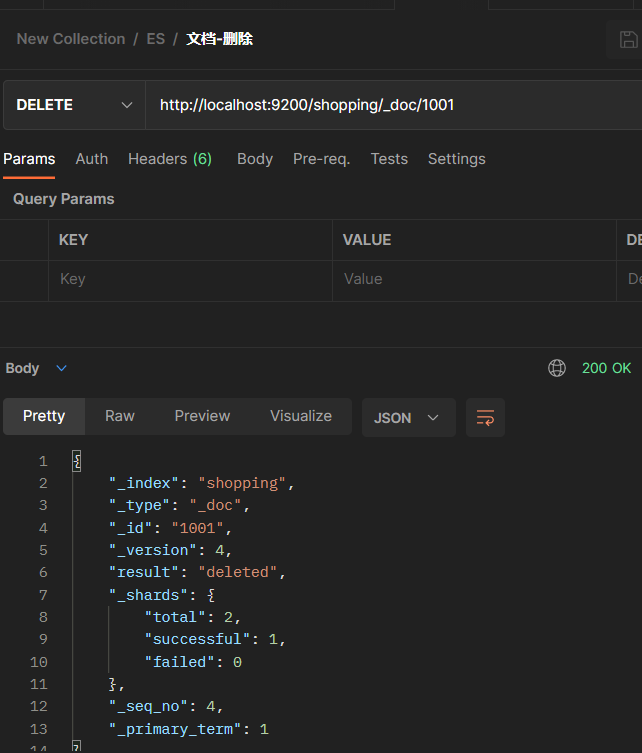 New Collection / ES / 文档-删除
DELETE http://localhost:9200/shopping/_doc/1001
Params Auth Headers (6) Body Pre-req. Tests Settings
Query Params
KEY VALUE DE
Key Value De
Body 200 OK
Pretty Raw Preview Visualize JSON
1 {
2 "_index": "shopping",
3 "_type": "_doc",
4 "_id": "1001",
5 "_version": 4,
6 "result": "deleted",
7 "_shards": {
8 "total": 2,
9 "successful": 1,
10 "failed": 0
11 },
12 "_seq_no": 4,
13 "_primary_term": 1
14 }